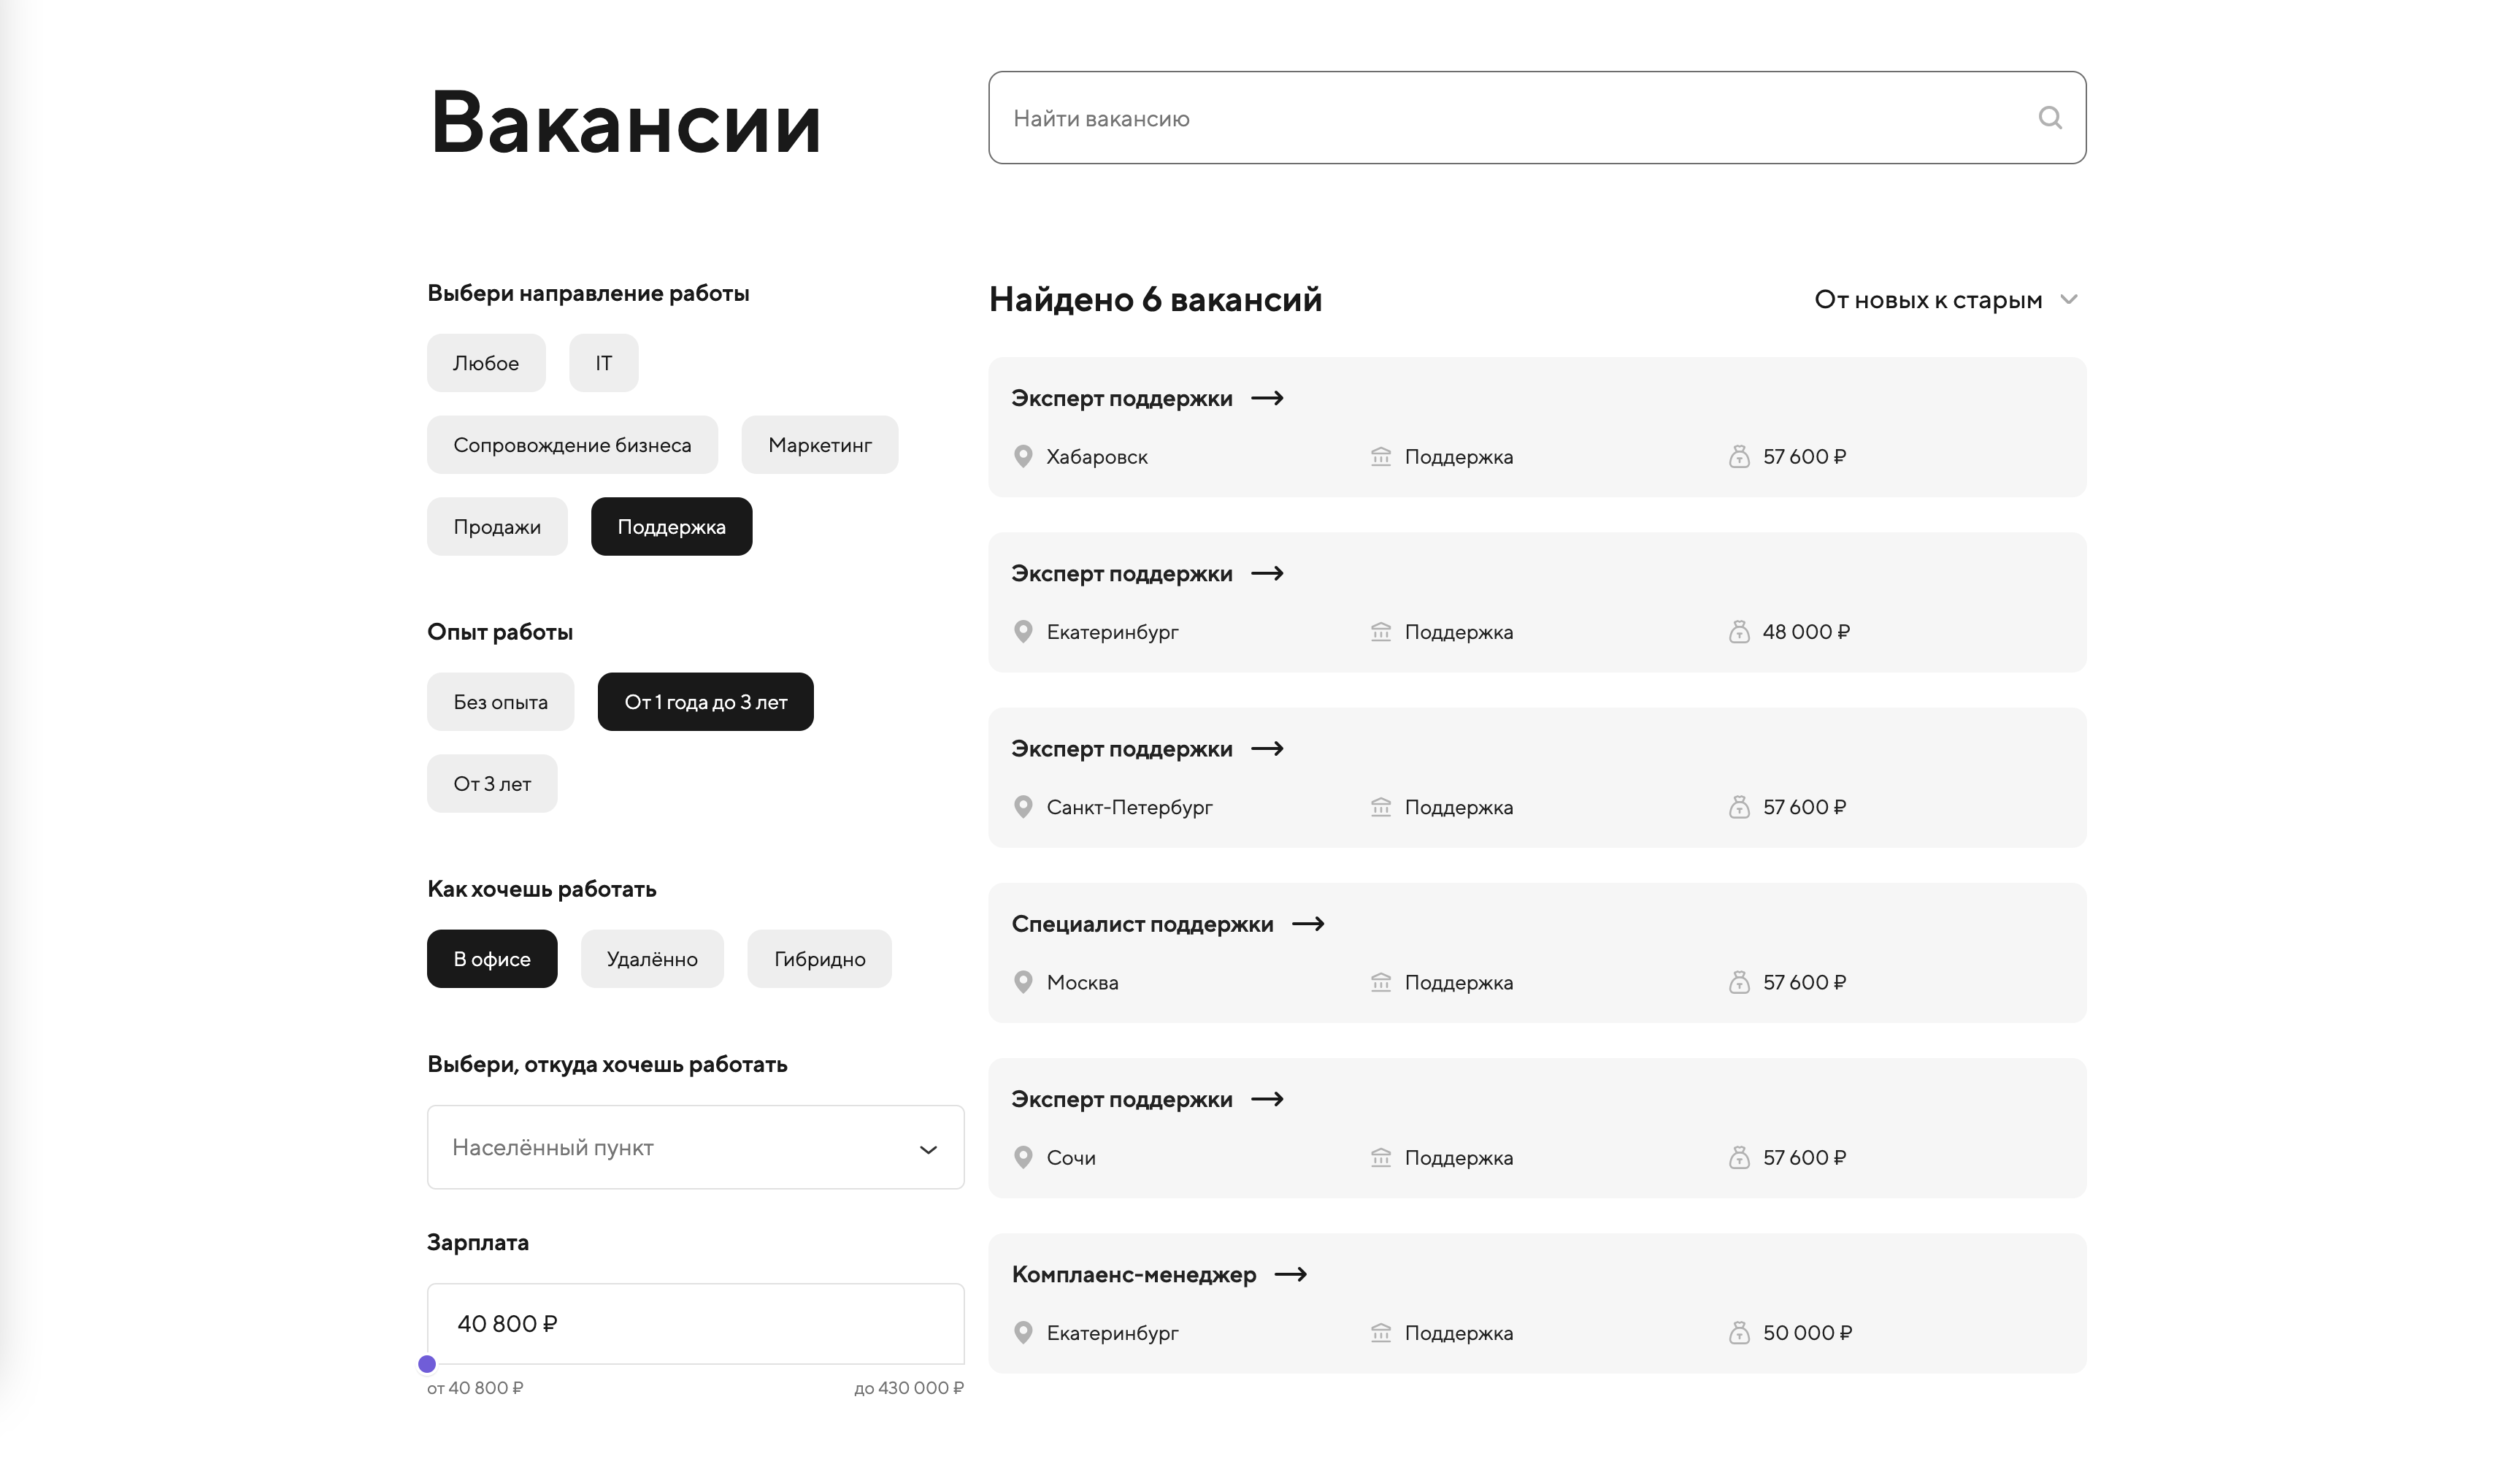 Вакансии
Найти вакансию
Выбери направление работы
Любое
IT
Сопровождение бизнеса
Маркетинг
Продажи
Поддержка
Опыт работы
Без опыта
От 1 года до 3 лет
От 3 лет
Как хочешь работать
В офисе
Удалённо
Гибридно
Выбери, откуда хочешь работать
Населённый пункт
Зарплата
40 800 ₽
от 40 800 ₽
до 430 000 ₽
Найдено 6 вакансий
От новых к старым
Эксперт поддержки
Хабаровск
Поддержка
57 600 ₽
Эксперт поддержки
Екатеринбург
Поддержка
48 000 ₽
Эксперт поддержки
Санкт-Петербург
Поддержка
57 600 ₽
Специалист поддержки
Москва
Поддержка
57 600 ₽
Эксперт поддержки
Сочи
Поддержка
57 600 ₽
Комплаенс-менеджер
Екатеринбург
Поддержка
50 000 ₽